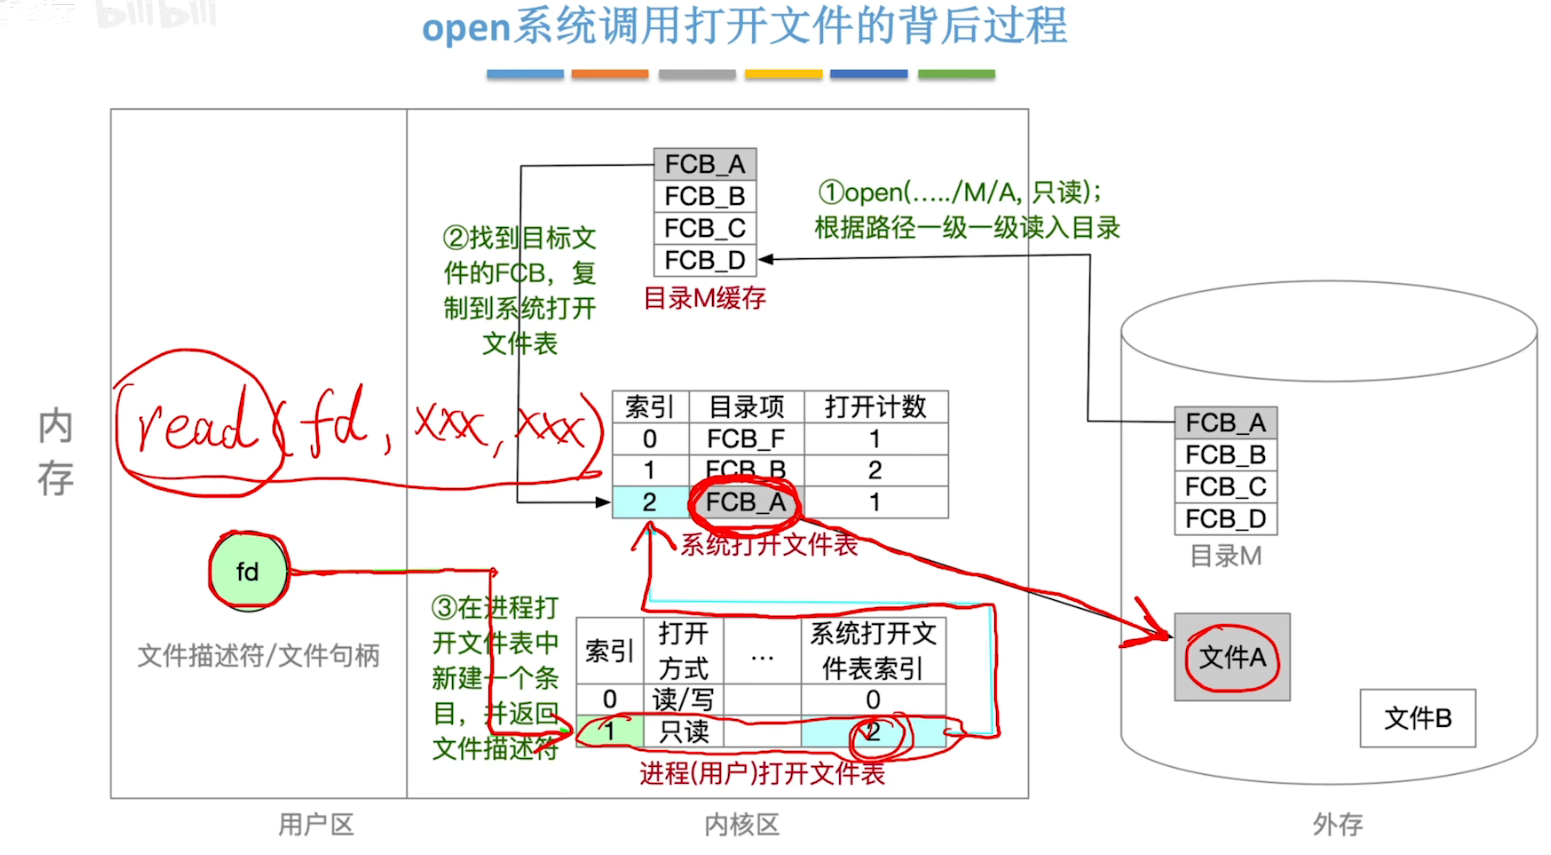 bilibili
open系统调用打开文件的背后过程
FCB_A
FCB_B
FCB_C
FCB_D
目录M缓存
①open(...../M/A, 只读);
根据路径一级一级读入目录
②找到目标文
件的FCB，复
制到系统打开
文件表
内
存
read(fd, xxx, xxx)
索引 目录项 打开计数
0 FCB_F 1
1 FCB_B 2
2 FCB_A 1
系统打开文件表
FCB_A
FCB_B
FCB_C
FCB_D
目录M
fd
文件描述符/文件句柄
③在进程打
开文件表中
新建一个条
目，并返回
文件描述符
索引 打开
方式 ... 系统打开文
件表索引
0 读/写 0
1 只读 2
进程(用户)打开文件表
文件A
文件B
用户区
内核区
外存